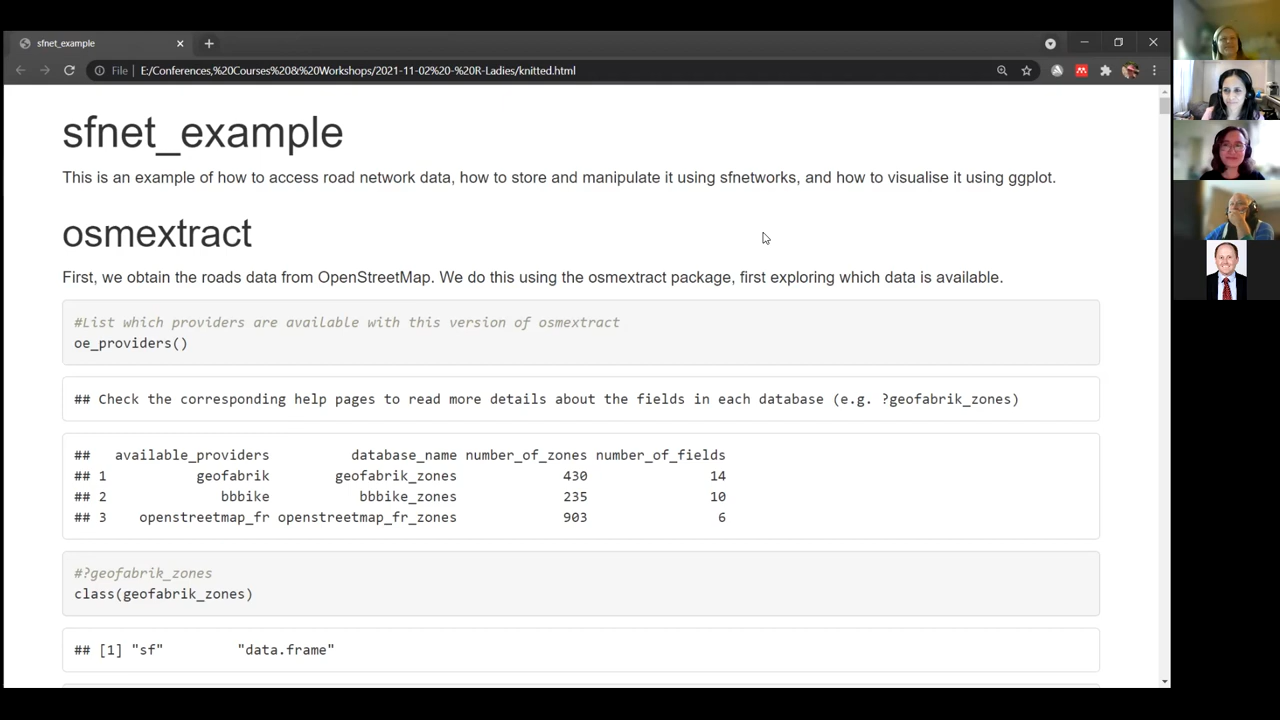 sfnet_example
File E:/Conferences,%20Courses%20&%20Workshops/2021-11-02%20-%20R-Ladies/knitted.html
sfnet_example
This is an example of how to access road network data, how to store and manipulate it using sfnetworks, and how to visualise it using ggplot.
osmextract
First, we obtain the roads data from OpenStreetMap. We do this using the osmextract package, first exploring which data is available.
#List which providers are available with this version of osmextract
oe_providers()
## Check the corresponding help pages to read more details about the fields in each database (e.g. ?geofabrik_zones)
## available_providers database_name number_of_zones number_of_fields
## 1 geofabrik geofabrik_zones 430 14
## 2 bbbike bbbike_zones 235 10
## 3 openstreetmap_fr openstreetmap_fr_zones 903 6
#?geofabrik_zones
class(geofabrik_zones)
## [1] "sf" "data.frame"